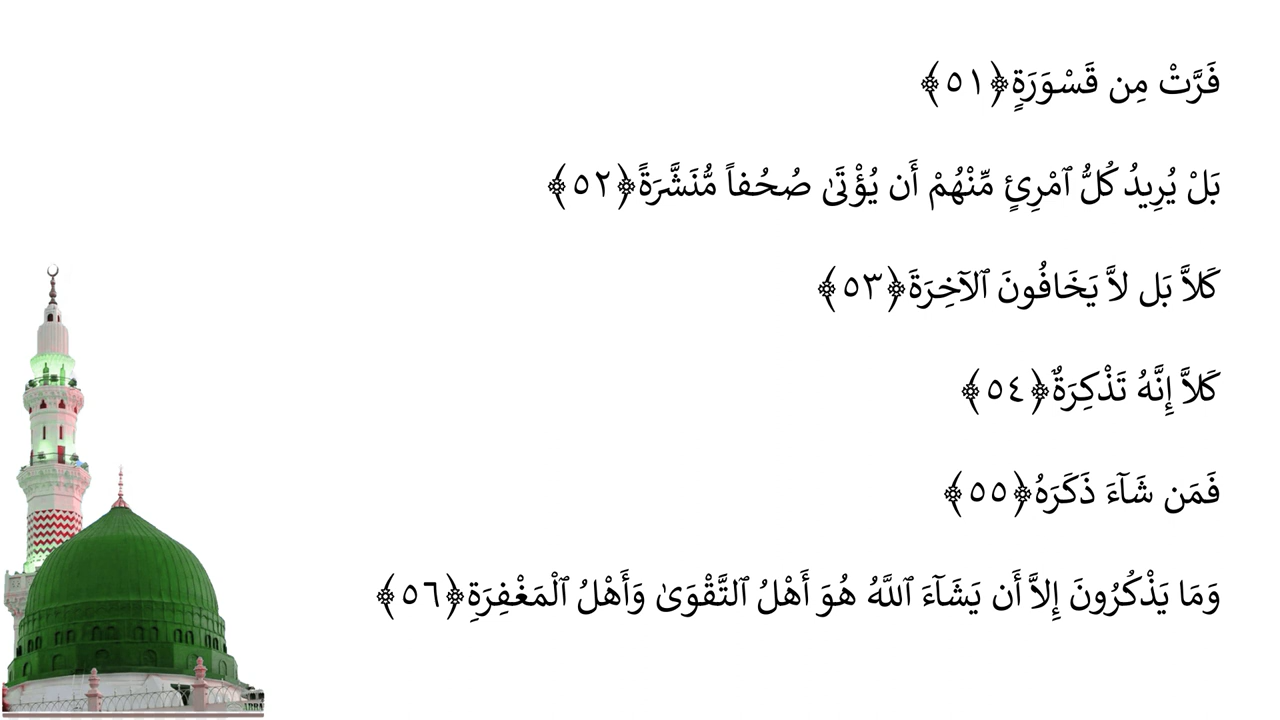 فَرَّتْ مِن قَسْوَرَةٍ﴿٥١﴾
بَلْ يُرِيدُ كُلُّ ٱمْرِئٍ مِّنْهُمْ أَن يُؤْتَىٰ صُحُفاً مُّنَشَّرَةً﴿٥٢﴾
كَلاَّ بَل لاَّ يَخَافُونَ ٱلآخِرَةَ﴿٥٣﴾
كَلاَّ إِنَّهُ تَذْكِرَةٌ﴿٥٤﴾
فَمَن شَآءَ ذَكَرَهُ﴿٥٥﴾
وَمَا يَذْكُرُونَ إِلاَّ أَن يَشَآءَ ٱللَّهُ هُوَ أَهْلُ ٱلتَّقْوَىٰ وَأَهْلُ ٱلْمَغْفِرَةِ﴿٥٦﴾